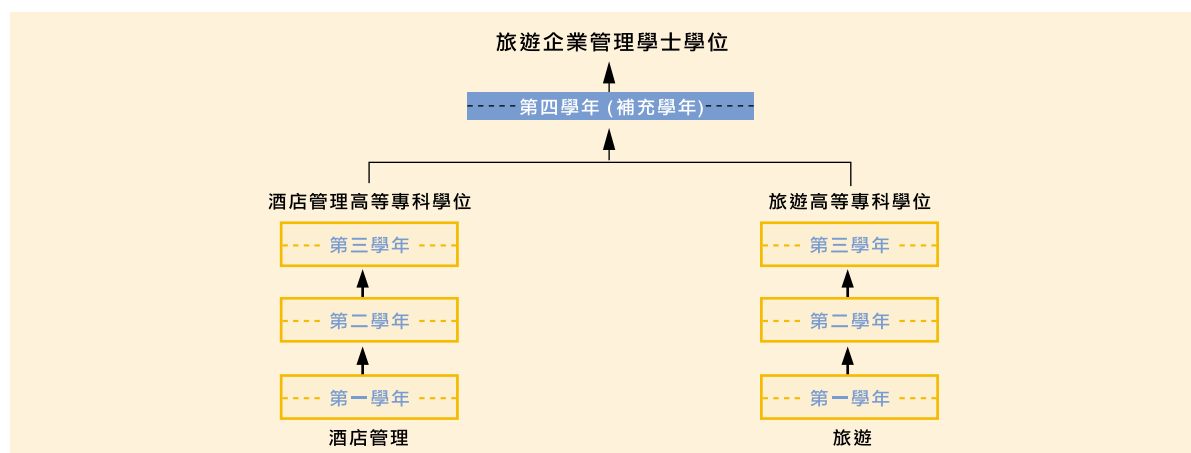 旅遊企業管理學士學位
第四學年 (補充學年)
酒店管理高等專科學位
旅遊高等專科學位
第三學年
第三學年
第二學年
第二學年
第一學年
第一學年
酒店管理
旅遊